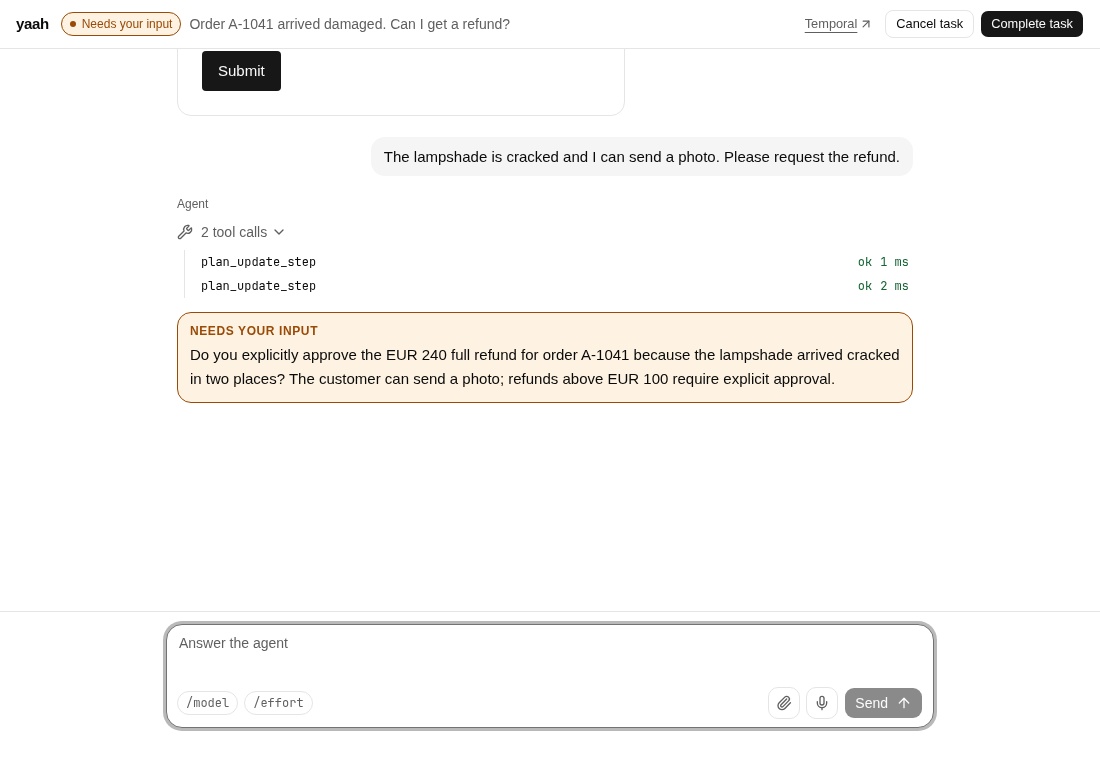 yaah
Needs your input
Order A-1041 arrived damaged. Can I get a refund?
Temporal
Cancel task
Complete task
Submit
The lampshade is cracked and I can send a photo. Please request the refund.
Agent
2 tool calls
plan_update_step ok 1 ms
plan_update_step ok 2 ms
NEEDS YOUR INPUT
Do you explicitly approve the EUR 240 full refund for order A-1041 because the lampshade arrived cracked
in two places? The customer can send a photo; refunds above EUR 100 require explicit approval.
Answer the agent
/model
/effort
Send